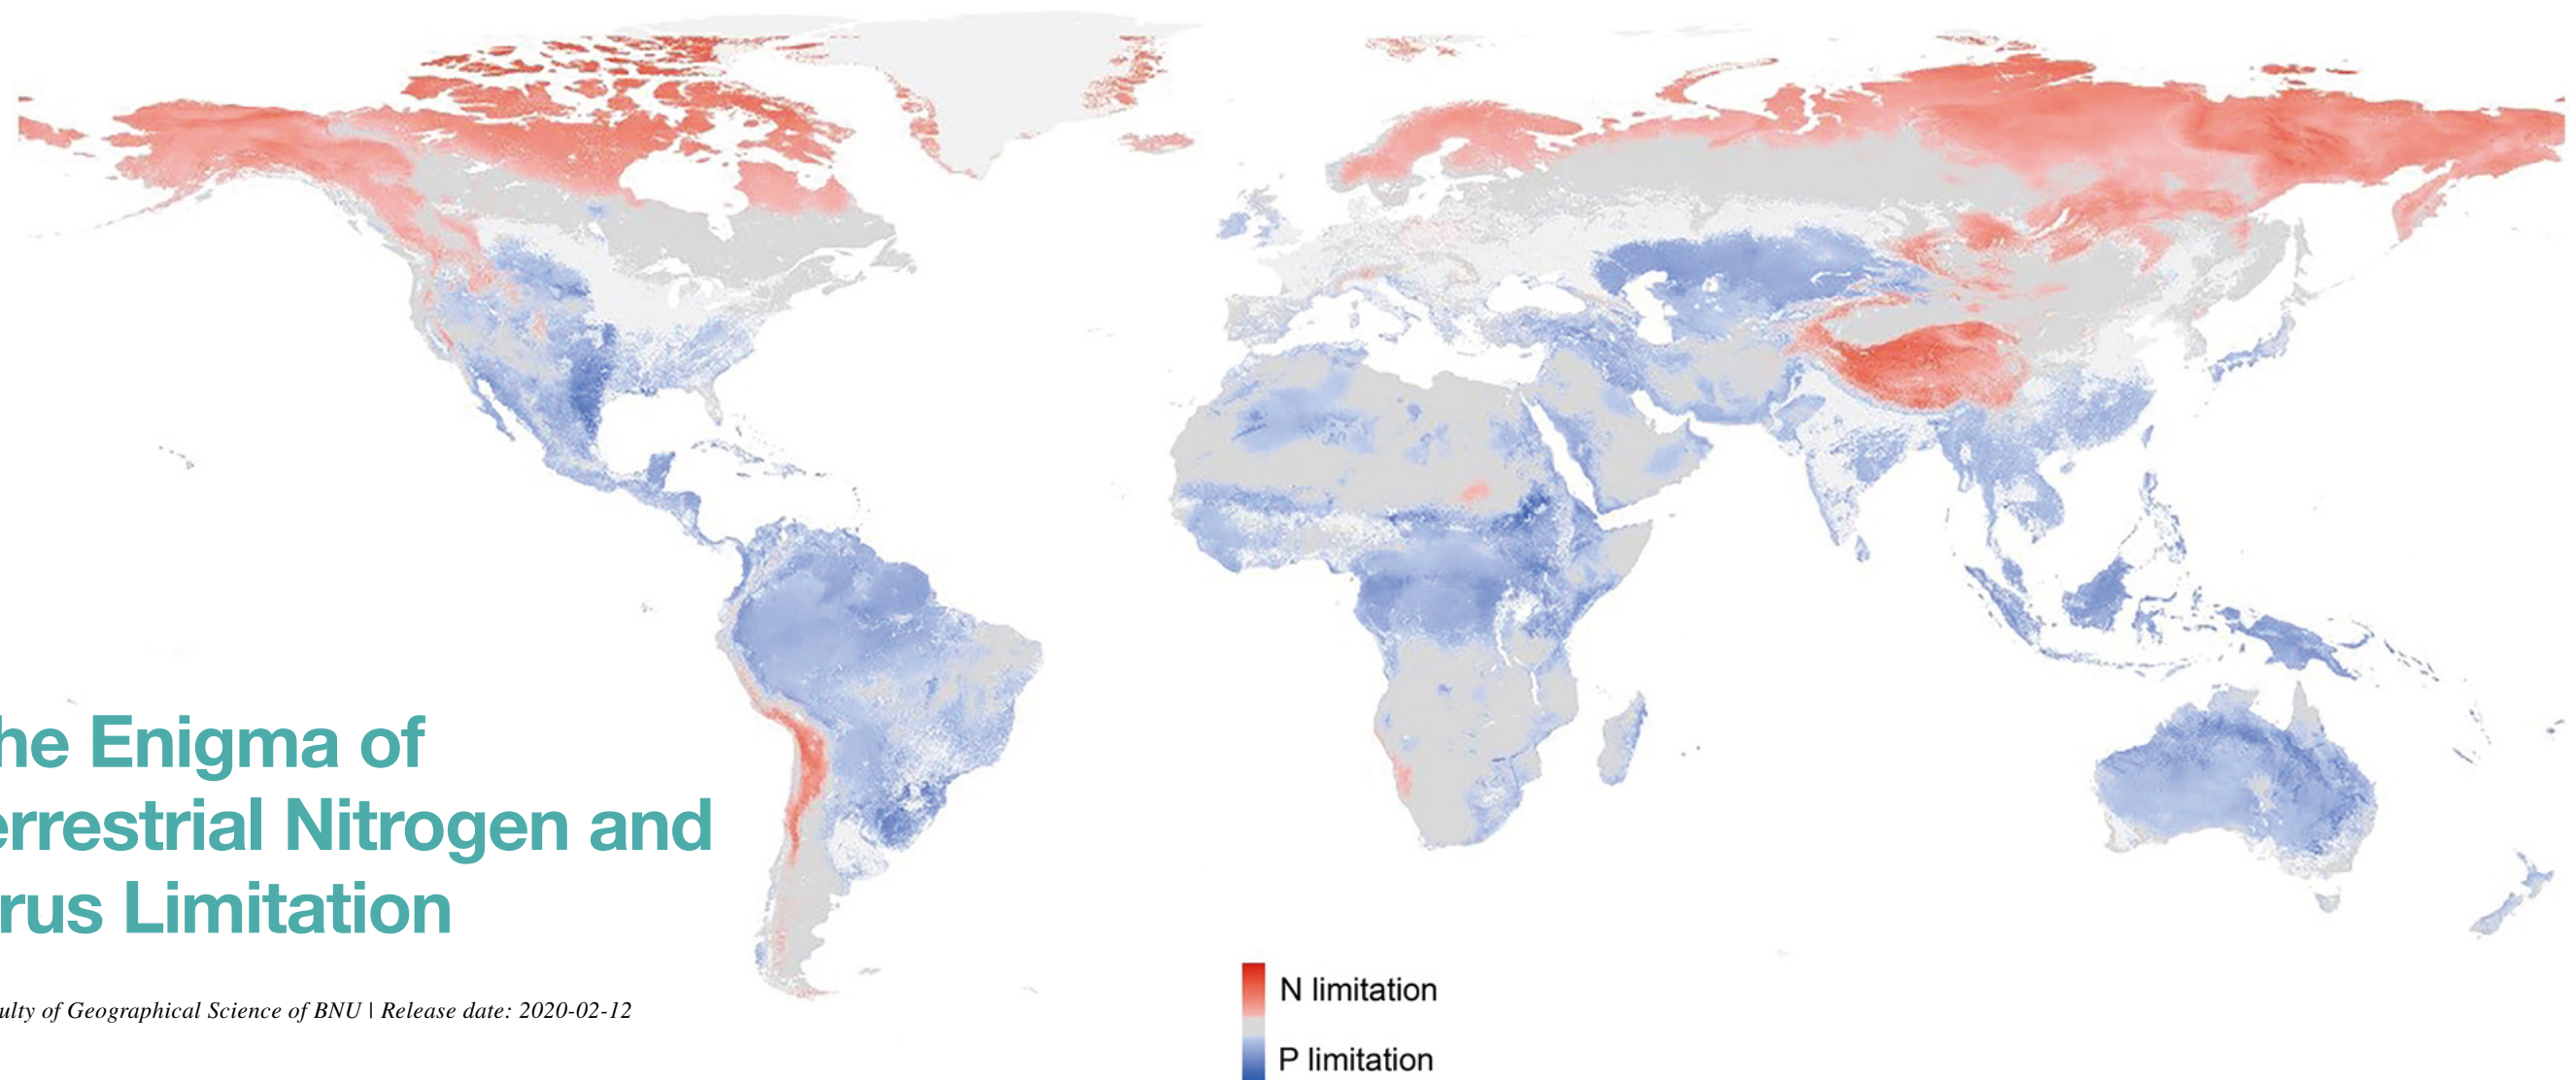 he Enigma of
errestrial Nitrogen and
rus Limitation
ulty of Geographical Science of BNU | Release date: 2020-02-12
N limitation
P limitation